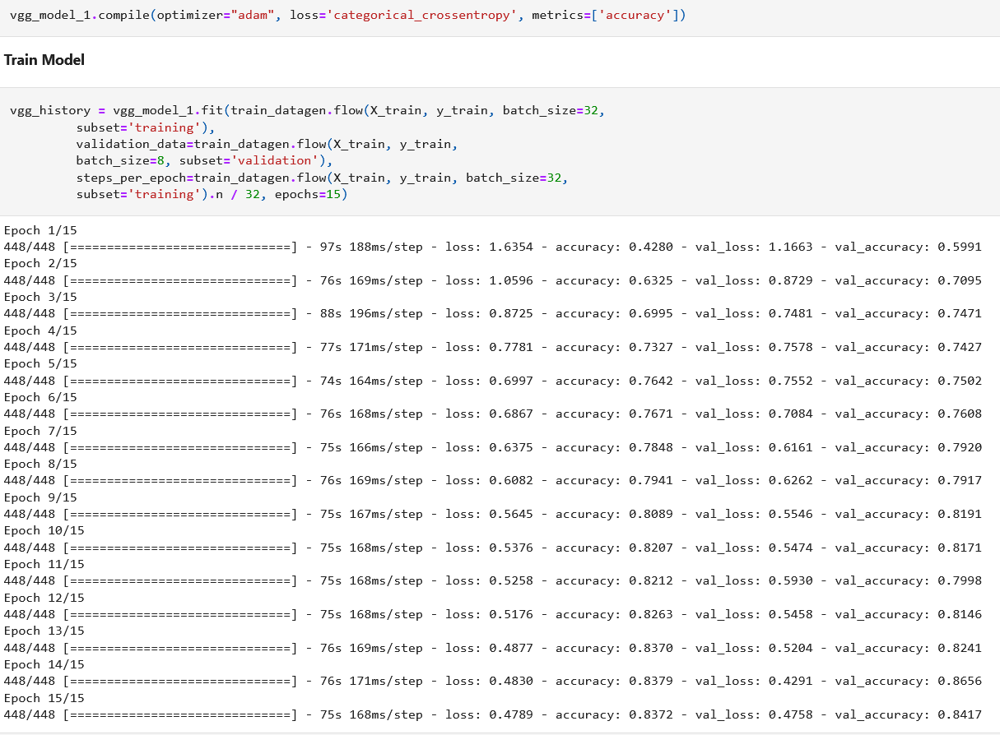 vgg_model_1.compile(optimizer="adam", loss='categorical_crossentropy', metrics=['accuracy'])
Train Model
vgg_history = vgg_model_1.fit(train_datagen.flow(X_train, y_train, batch_size=32,
subset='training'),
validation_data=train_datagen.flow(X_train, y_train,
batch_size=8, subset='validation'),
steps_per_epoch=train_datagen.flow(X_train, y_train, batch_size=32,
subset='training').n / 32, epochs=15)
Epoch 1/15
448/448 [==============================] - 97s 188ms/step - loss: 1.6354 - accuracy: 0.4280 - val_loss: 1.1663 - val_accuracy: 0.5991
Epoch 2/15
448/448 [==============================] - 76s 169ms/step - loss: 1.0596 - accuracy: 0.6325 - val_loss: 0.8729 - val_accuracy: 0.7095
Epoch 3/15
448/448 [==============================] - 88s 196ms/step - loss: 0.8725 - accuracy: 0.6995 - val_loss: 0.7481 - val_accuracy: 0.7471
Epoch 4/15
448/448 [==============================] - 77s 171ms/step - loss: 0.7781 - accuracy: 0.7327 - val_loss: 0.7578 - val_accuracy: 0.7427
Epoch 5/15
448/448 [==============================] - 74s 164ms/step - loss: 0.6997 - accuracy: 0.7642 - val_loss: 0.7552 - val_accuracy: 0.7502
Epoch 6/15
448/448 [==============================] - 76s 168ms/step - loss: 0.6867 - accuracy: 0.7671 - val_loss: 0.7084 - val_accuracy: 0.7608
Epoch 7/15
448/448 [==============================] - 75s 166ms/step - loss: 0.6375 - accuracy: 0.7848 - val_loss: 0.6161 - val_accuracy: 0.7920
Epoch 8/15
448/448 [==============================] - 76s 169ms/step - loss: 0.6082 - accuracy: 0.7941 - val_loss: 0.6262 - val_accuracy: 0.7917
Epoch 9/15
448/448 [==============================] - 75s 167ms/step - loss: 0.5645 - accuracy: 0.8089 - val_loss: 0.5546 - val_accuracy: 0.8191
Epoch 10/15
448/448 [==============================] - 75s 168ms/step - loss: 0.5376 - accuracy: 0.8207 - val_loss: 0.5474 - val_accuracy: 0.8171
Epoch 11/15
448/448 [==============================] - 75s 168ms/step - loss: 0.5258 - accuracy: 0.8212 - val_loss: 0.5930 - val_accuracy: 0.7998
Epoch 12/15
448/448 [==============================] - 75s 168ms/step - loss: 0.5176 - accuracy: 0.8263 - val_loss: 0.5458 - val_accuracy: 0.8146
Epoch 13/15
448/448 [==============================] - 76s 169ms/step - loss: 0.4877 - accuracy: 0.8370 - val_loss: 0.5204 - val_accuracy: 0.8241
Epoch 14/15
448/448 [==============================] - 76s 171ms/step - loss: 0.4830 - accuracy: 0.8379 - val_loss: 0.4291 - val_accuracy: 0.8656
Epoch 15/15
448/448 [==============================] - 75s 168ms/step - loss: 0.4789 - accuracy: 0.8372 - val_loss: 0.4758 - val_accuracy: 0.8417